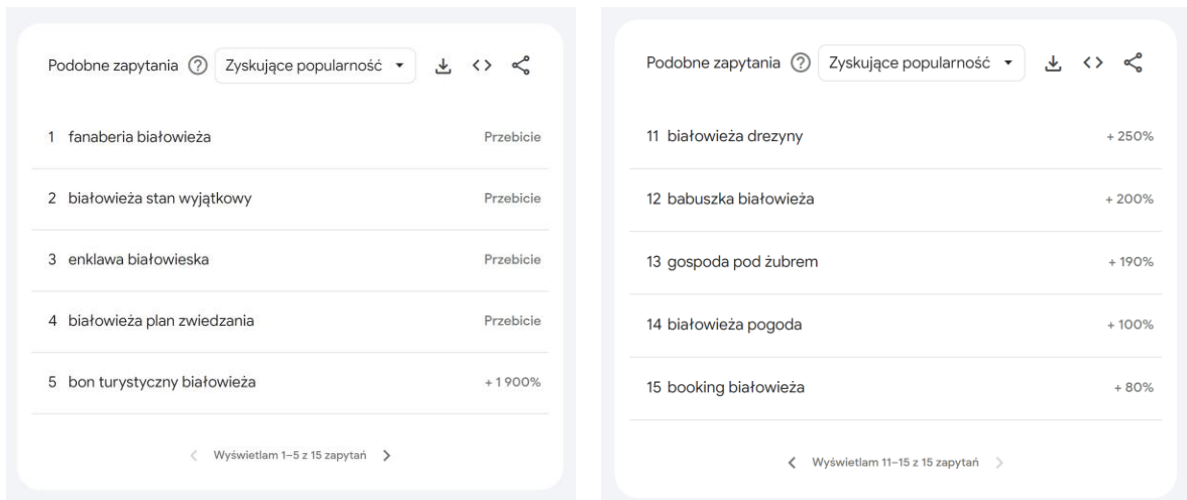 Podobne zapytania ? Zyskujące popularność
1 fanaberia białowieża Przebicie
2 białowieża stan wyjątkowy Przebicie
3 enklawa białowieska Przebicie
4 białowieża plan zwiedzania Przebicie
5 bon turystyczny białowieża + 1 900%
Wyświetlam 1–5 z 15 zapytań
Podobne zapytania ? Zyskujące popularność
11 białowieża drezyny + 250%
12 babuszka białowieża + 200%
13 gospoda pod żubrem + 190%
14 białowieża pogoda + 100%
15 booking białowieża + 80%
Wyświetlam 11–15 z 15 zapytań